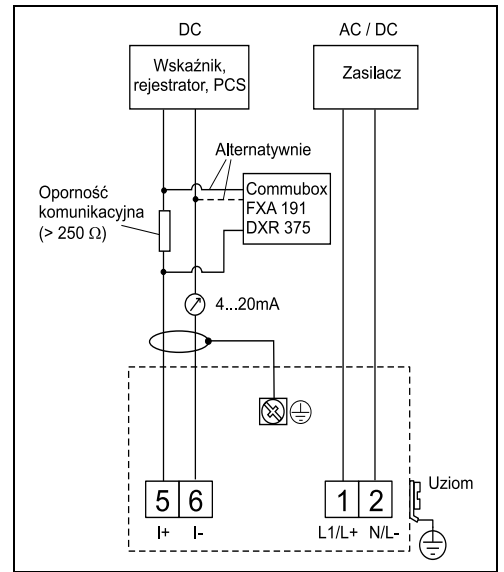 DC
AC / DC
Wskaźnik,
rejestrator, PCS
Zasilacz
Alternatywnie
Commubox
FXA 191
DXR 375
Oporność
komunikacyjna
(> 250 Ω)
4...20mA
5 6
I+ I-
1 2
L1/L+ N/L-
Uziom